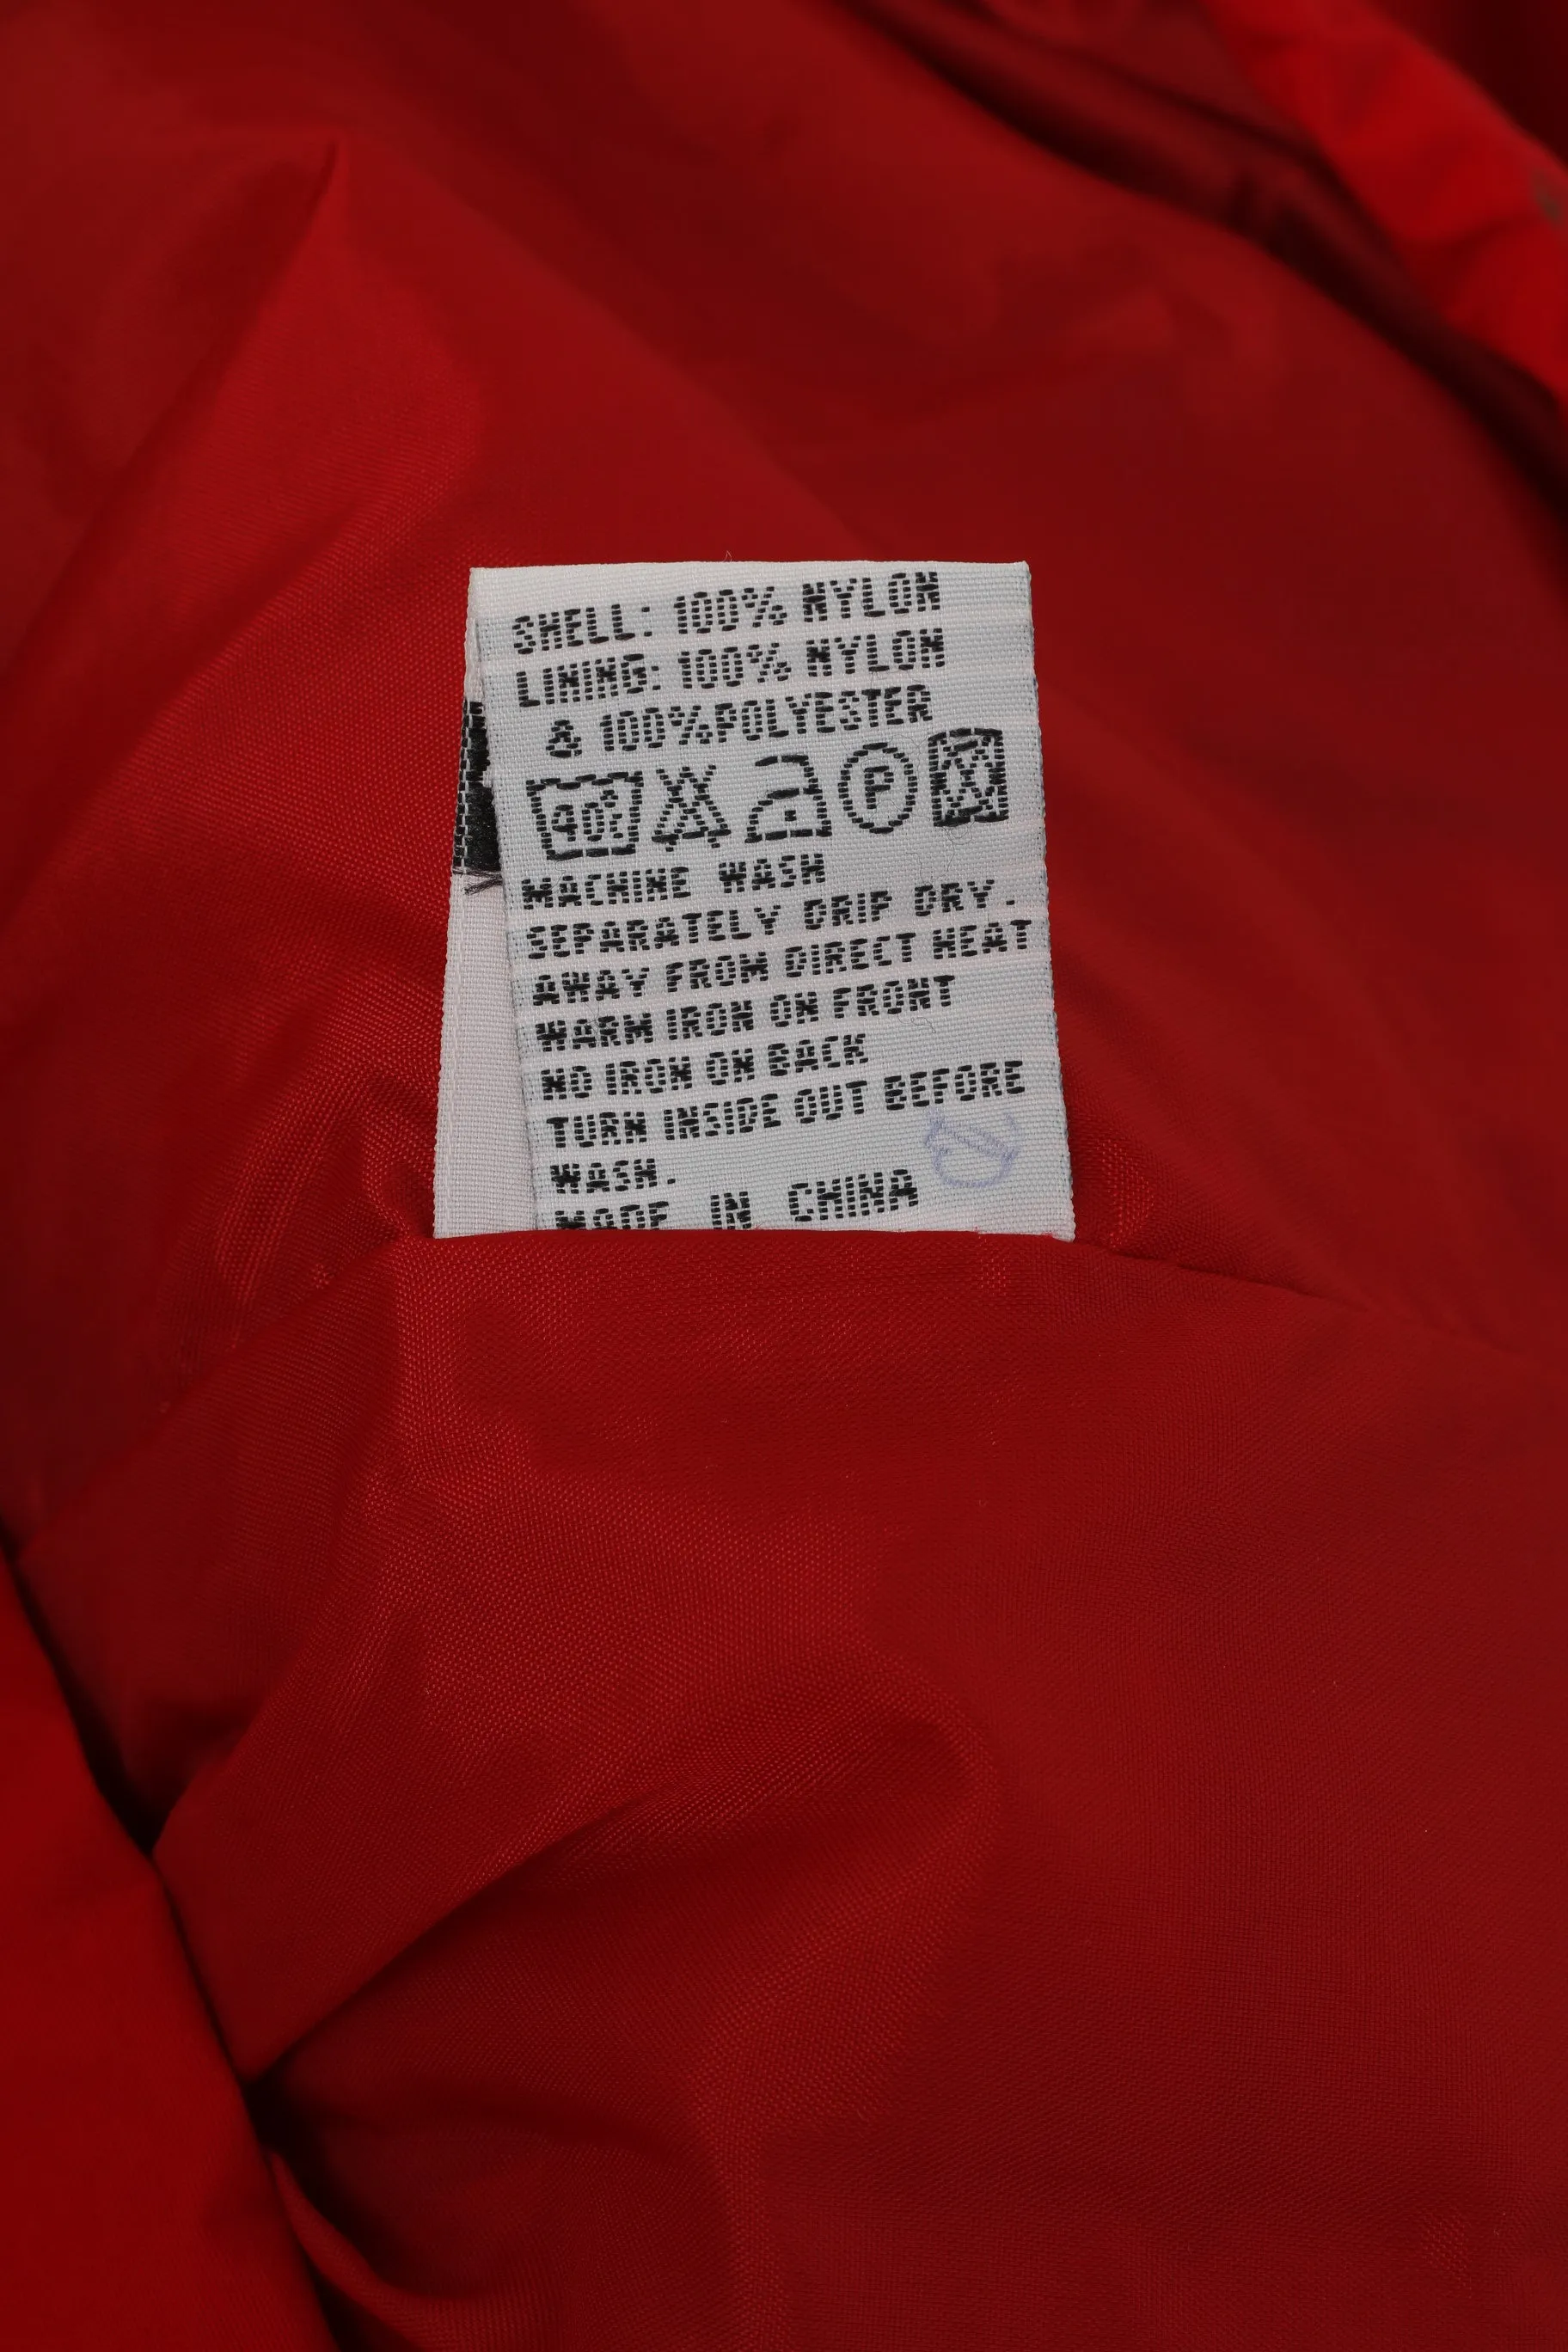 SHELL: 100% NYLON
LINING: 100% NYLON
& 100%POLYESTER
40℃ P
MACHINE WASH
SEPARATELY DRIP DRY.
AWAY FROM DIRECT HEAT
WARM IRON ON FRONT
NO IRON ON BACK
TURN INSIDE OUT BEFORE
WASH.
MADE IN CHINA